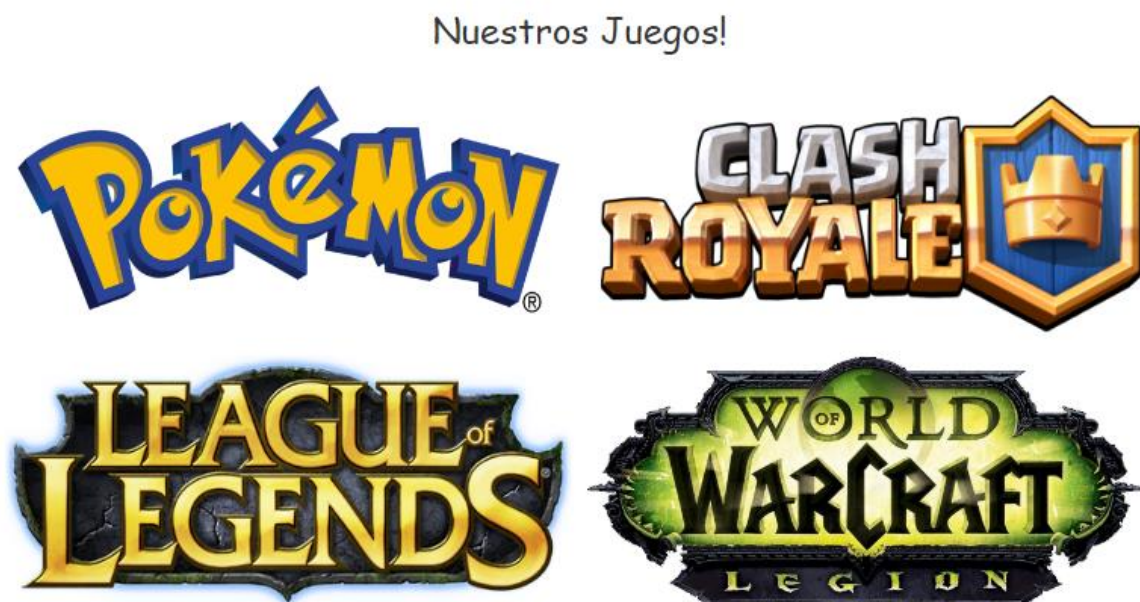 Nuestros Juegos!
POKéMON®
CLASH
ROYALE
LEAGUE of
LEGENDS
WORLD
OF
WARCRAFT
LEGION